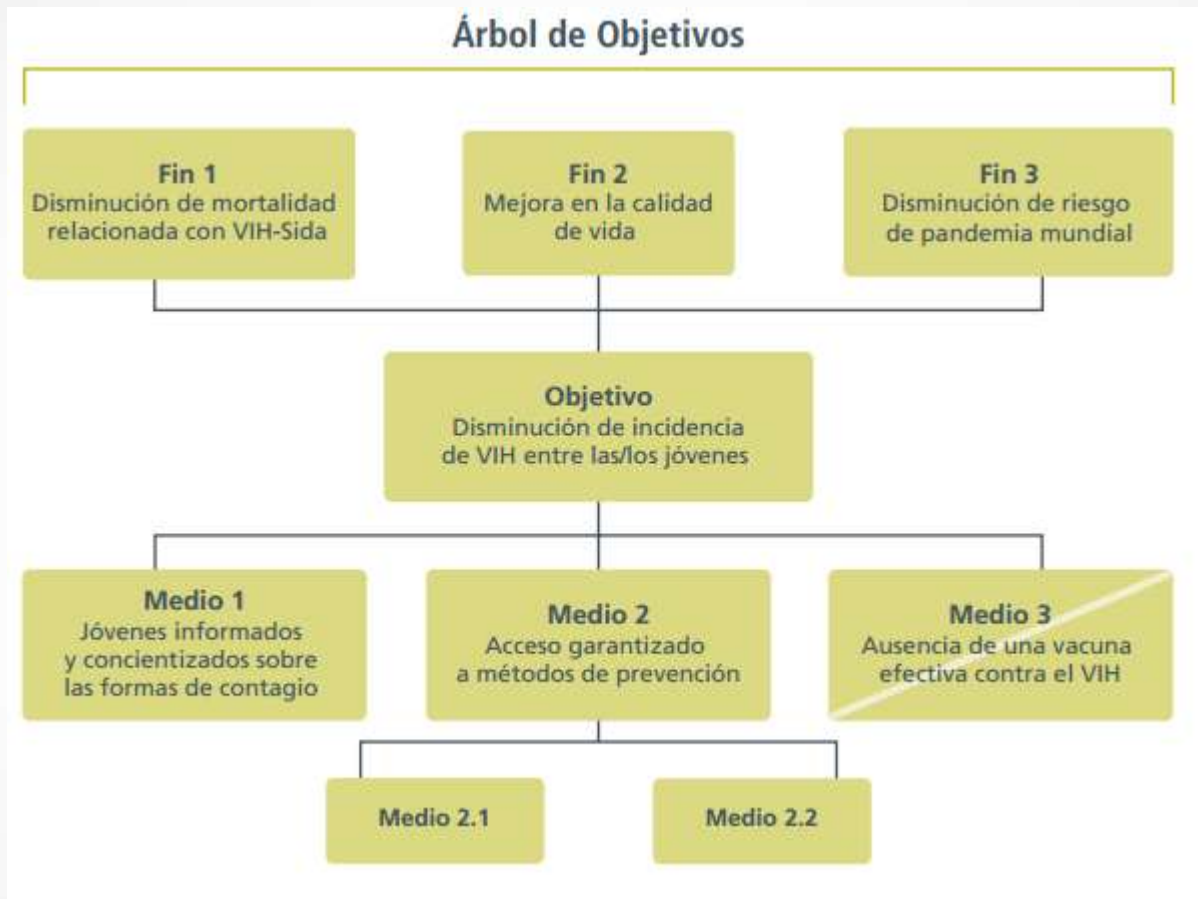 Árbol de Objetivos
Fin 1
Disminución de mortalidad
relacionada con VIH-Sida
Fin 2
Mejora en la calidad
de vida
Fin 3
Disminución de riesgo
de pandemia mundial
Objetivo
Disminución de incidencia
de VIH entre las/los jóvenes
Medio 1
Jóvenes informados
y concientizados sobre
las formas de contagio
Medio 2
Acceso garantizado
a métodos de prevención
Medio 3
Ausencia de una vacuna
efectiva contra el VIH
Medio 2.1
Medio 2.2